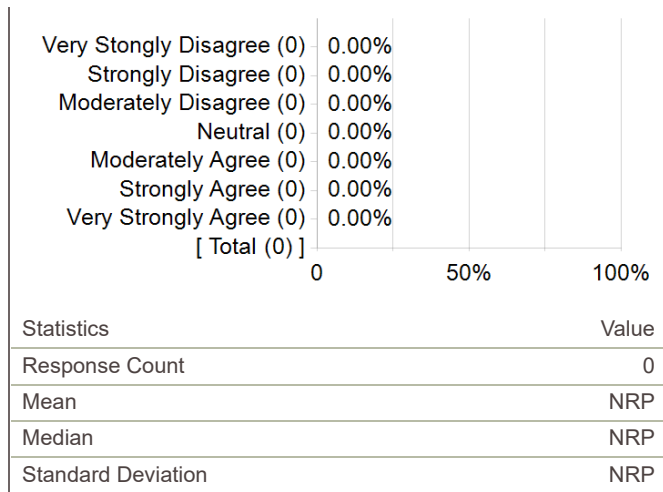 Very Stongly Disagree (0) 0.00%
Strongly Disagree (0) 0.00%
Moderately Disagree (0) 0.00%
Neutral (0) 0.00%
Moderately Agree (0) 0.00%
Strongly Agree (0) 0.00%
Very Strongly Agree (0) 0.00%
[ Total (0) ]
0 50% 100%
Statistics Value
Response Count 0
Mean NRP
Median NRP
Standard Deviation NRP